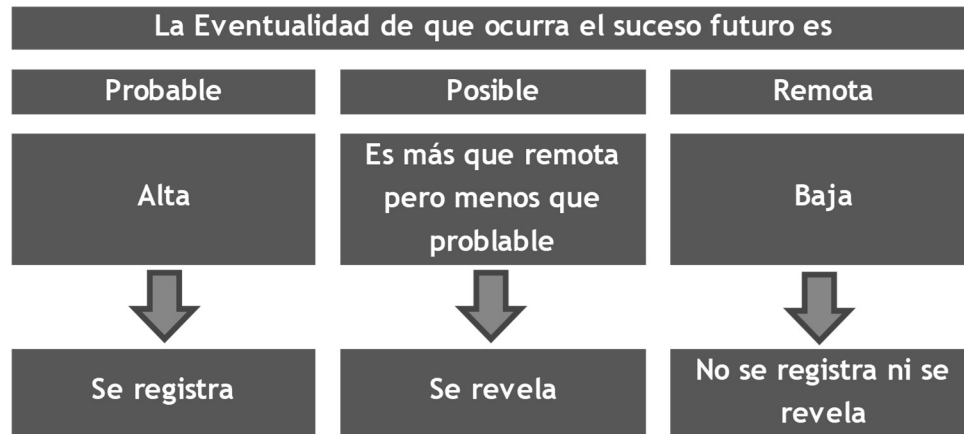 La Eventualidad de que ocurra el suceso futuro es
Probable
Posible
Remota
Alta
Es más que remota
pero menos que
problable
Baja
Se registra
Se revela
No se registra ni se
revela